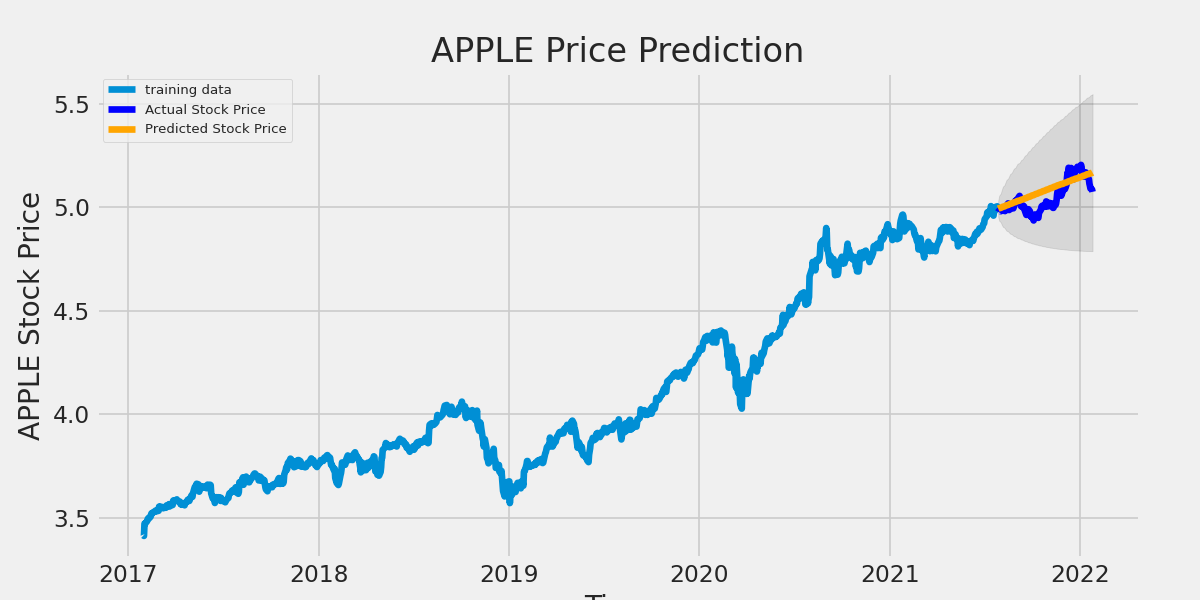 APPLE Price Prediction
training data
Actual Stock Price
Predicted Stock Price
APPLE Stock Price
5.5
5.0
4.5
4.0
3.5
2017 2018 2019 2020 2021 2022